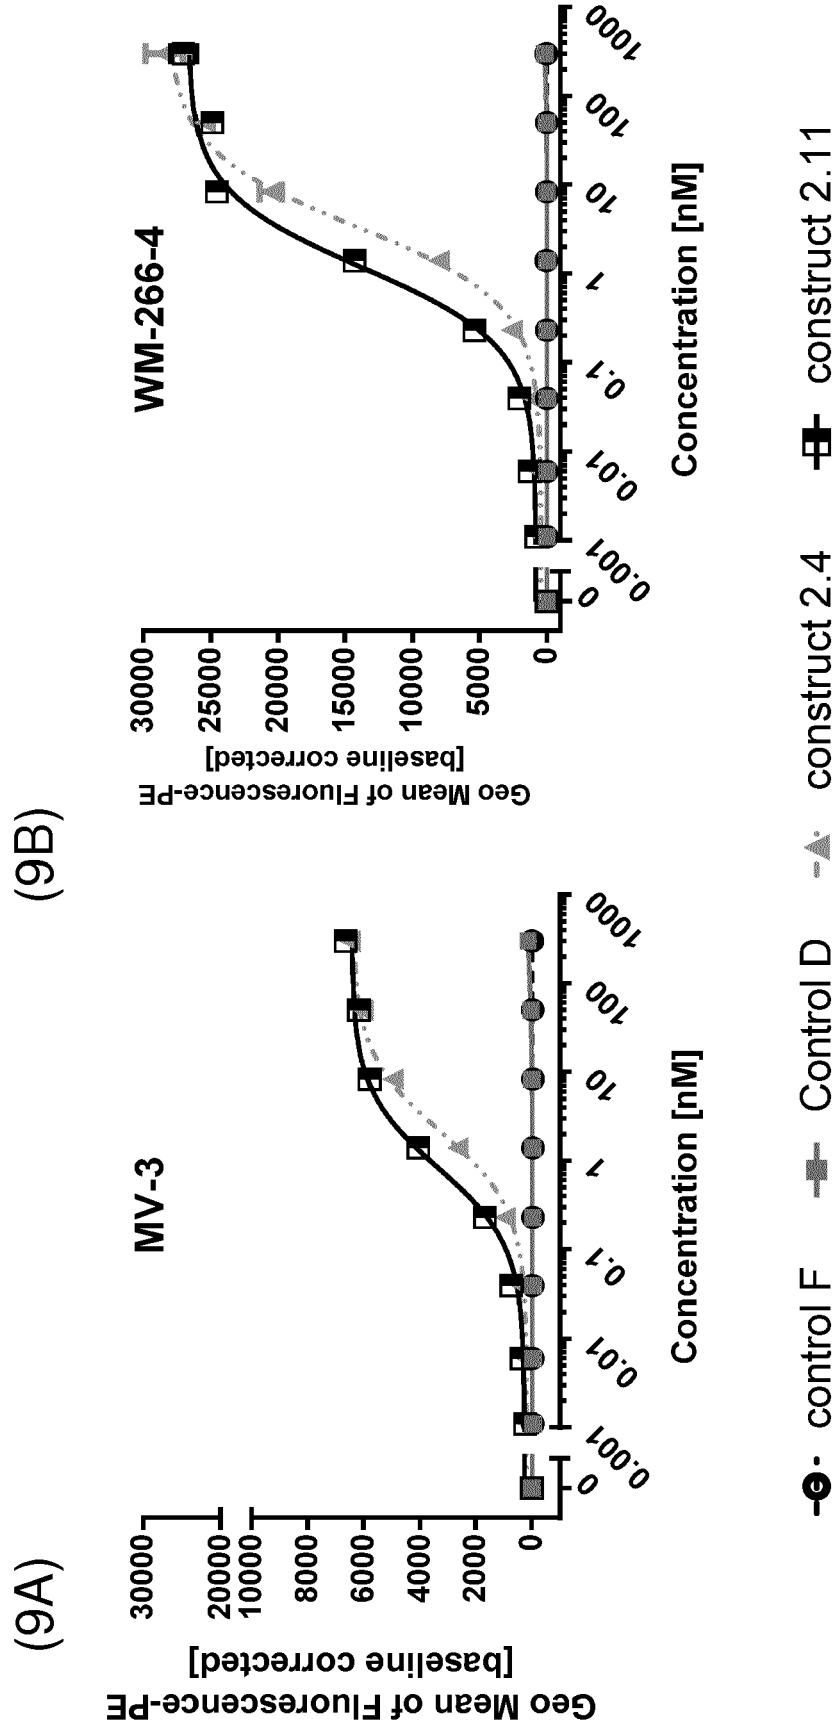 (9A)
MV-3
Geo Mean of Fluorescence-PE
[baseline corrected]
30000
20000
10000
8000
6000
4000
2000
0
0
0.001
0.01
0.1
1
10
100
1000
Concentration [nM]
(9B)
WM-266-4
Geo Mean of Fluorescence-PE
[baseline corrected]
30000
25000
20000
15000
10000
5000
0
0
0.001
0.01
0.1
1
10
100
1000
Concentration [nM]
control F
Control D
construct 2.4
construct 2.11